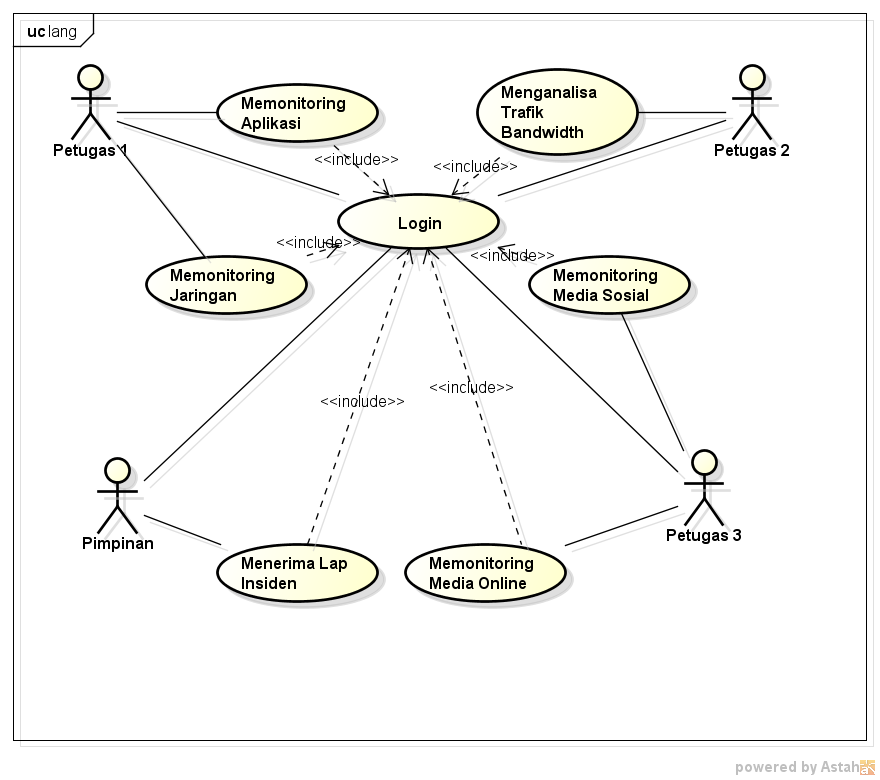 uc lang
Memonitoring
Aplikasi
Menganalisa
Trafik
Bandwidth
Petugas 1
Petugas 2
<<include>>
<<include>>
Login
<<include>>
<<include>>
Memonitoring
Jaringan
Memonitoring
Media Sosial
<<include>>
<<include>>
Pimpinan
Petugas 3
Menerima Lap
Insiden
Memonitoring
Media Online
powered by Astah